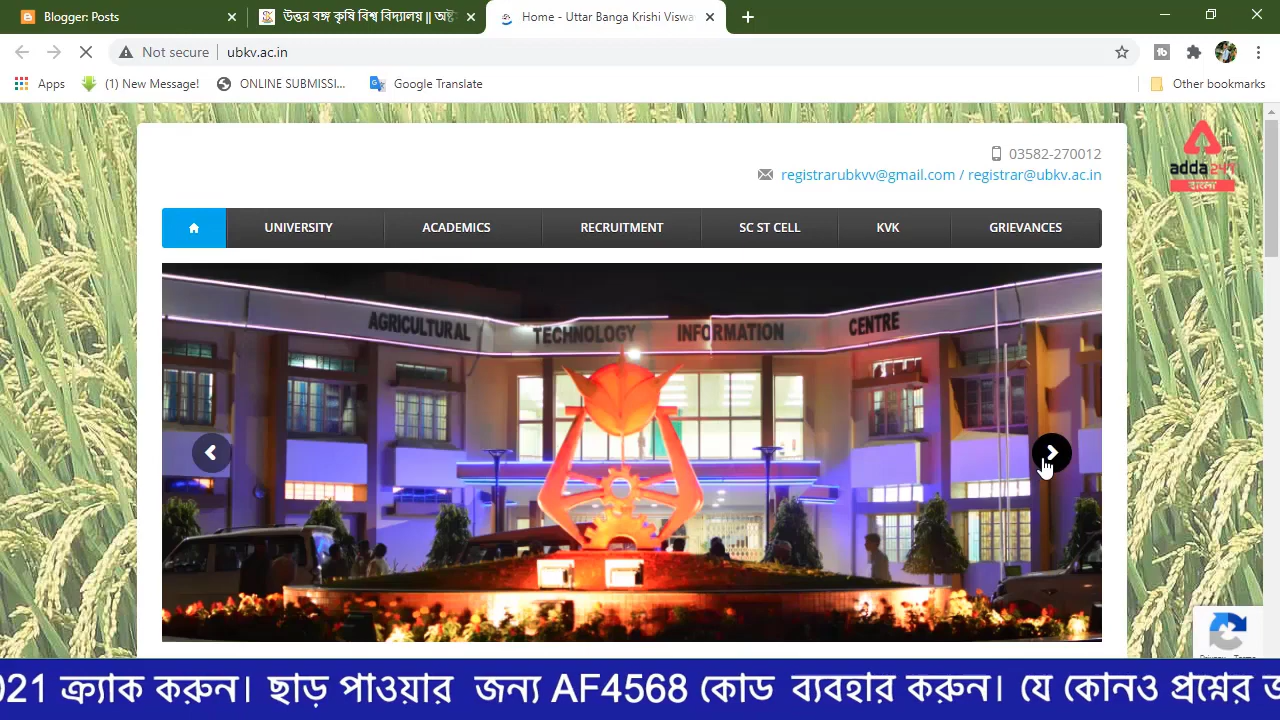 Blogger: Posts
উত্তর বঙ্গ কৃষি বিশ্ব বিদ্যালয় || অষ্ট
Home - Uttar Banga Krishi Viswa
Not secure ubkv.ac.in
Apps (1) New Message! ONLINE SUBMISSI... Google Translate Other bookmarks
03582-270012
registrarubkvv@gmail.com / registrar@ubkv.ac.in
adda247
বাংলা
UNIVERSITY ACADEMICS RECRUITMENT SC ST CELL KVK GRIEVANCES
AGRICULTURAL TECHNOLOGY INFORMATION CENTRE
021 ক্র্যাক করুন। ছাড় পাওয়ার জন্য AF4568 কোড ব্যবহার করুন। যে কোনও প্রশ্নের